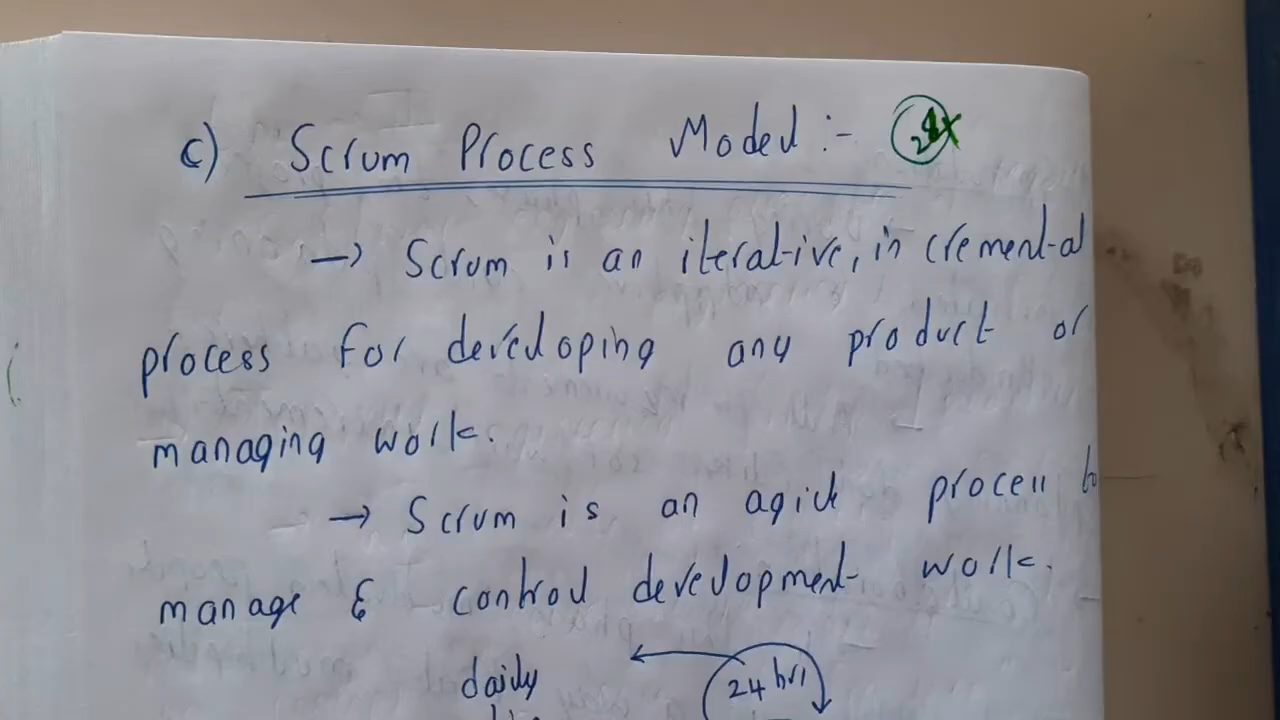 c) Scrum Process Model :-
→ Scrum is an iterative, incremental
process for developing any product or
managing work.
→ Scrum is an agile process to
manage & control development work.
daily
24 hrs